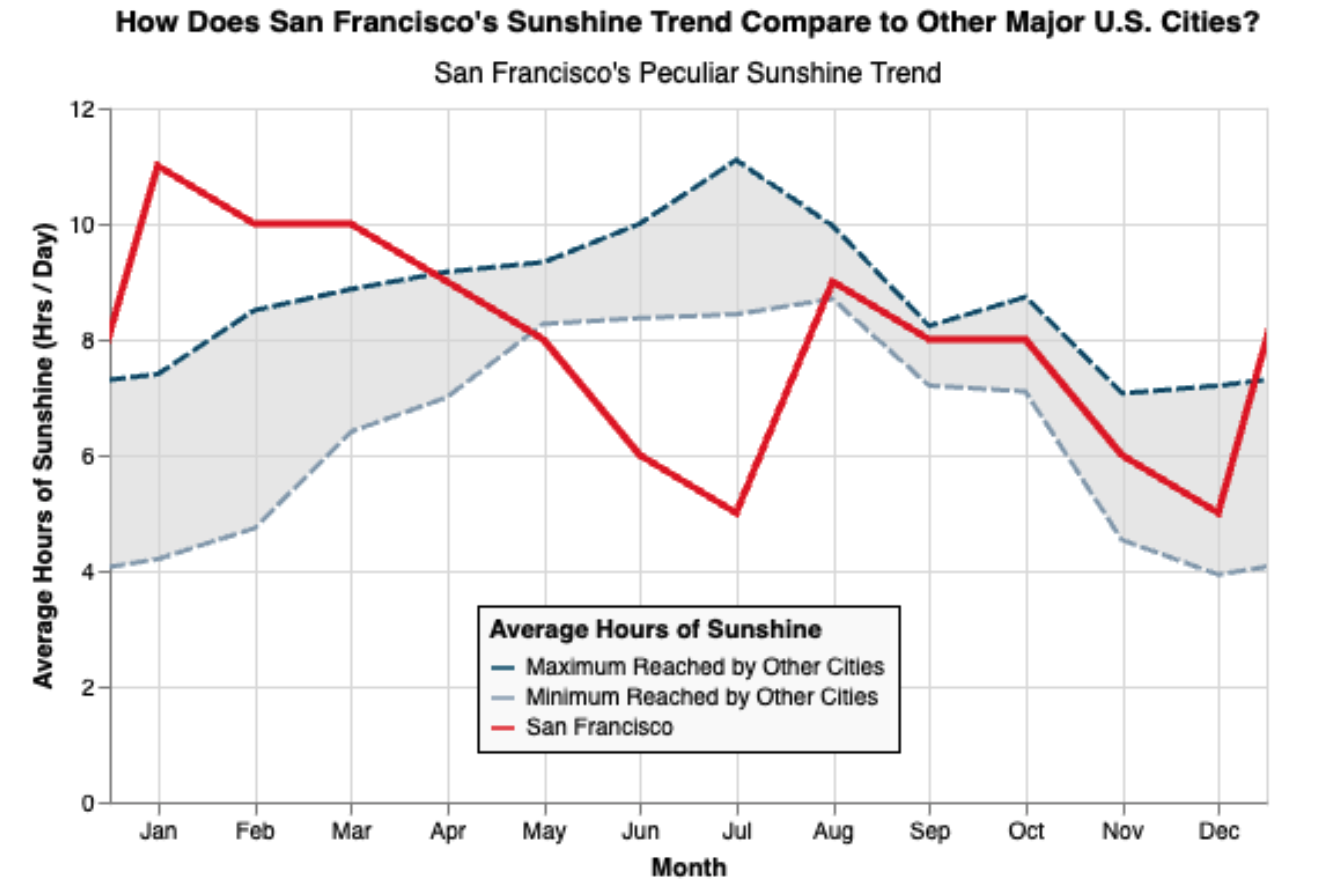 How Does San Francisco's Sunshine Trend Compare to Other Major U.S. Cities?
San Francisco's Peculiar Sunshine Trend
Average Hours of Sunshine (Hrs / Day)
12
10
8
6
4
2
0
Average Hours of Sunshine
Maximum Reached by Other Cities
Minimum Reached by Other Cities
San Francisco
Jan Feb Mar Apr May Jun Jul Aug Sep Oct Nov Dec
Month